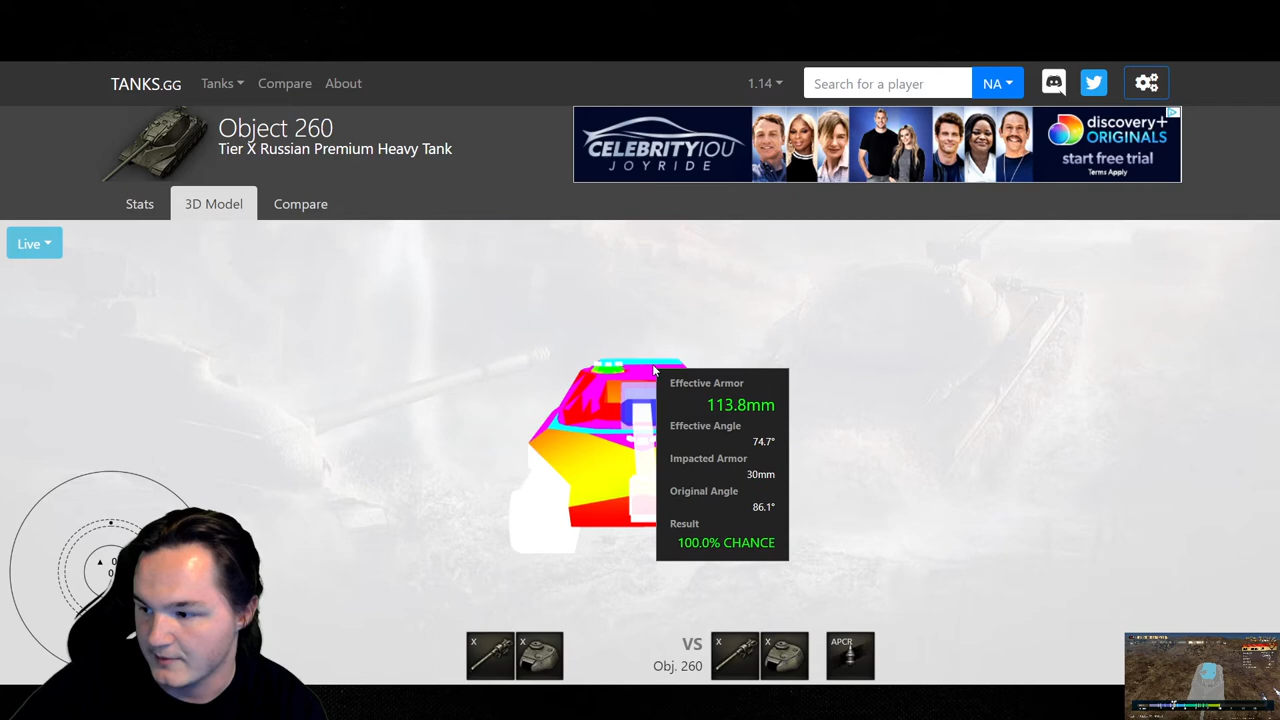 TANKS.GG
Tanks
Compare
About
1.14
Search for a player
NA
Object 260
Tier X Russian Premium Heavy Tank
CELEBRITY IOU
JOYRIDE
discovery+
ORIGINALS
start free trial
Terms Apply
Stats
3D Model
Compare
Live
Effective Armor
113.8mm
Effective Angle
74.7°
Impacted Armor
30mm
Original Angle
86.1°
Result
100.0% CHANCE
▲ 0
X
X
VS
Obj. 260
X
X
APCR